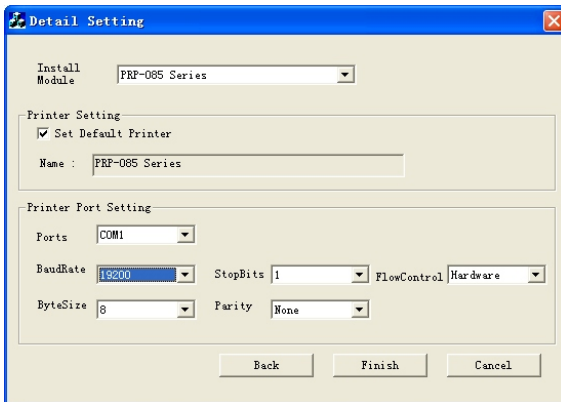 Detail Setting
Install
Module
PRP-085 Series
Printer Setting
Set Default Printer
Name :
PRP-085 Series
Printer Port Setting
Ports
COM1
BaudRate
19200
StopBits
1
FlowControl
Hardware
ByteSize
8
Parity
None
Back
Finish
Cancel